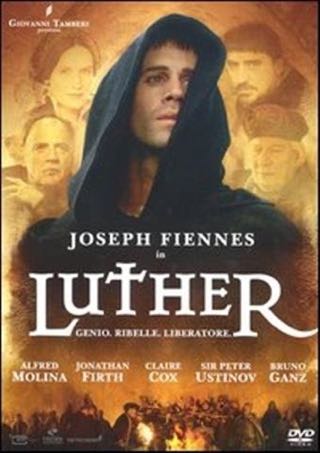 GIOVANNI TAMBERI
JOSEPH FIENNES
in
LUTHER
GENIO. RIBELLE. LIBERATORE.
ALFRED MOLINA
JONATHAN FIRTH
CLAIRE COX
SIR PETER USTINOV
BRUNO GANZ
DVD
VIDEO